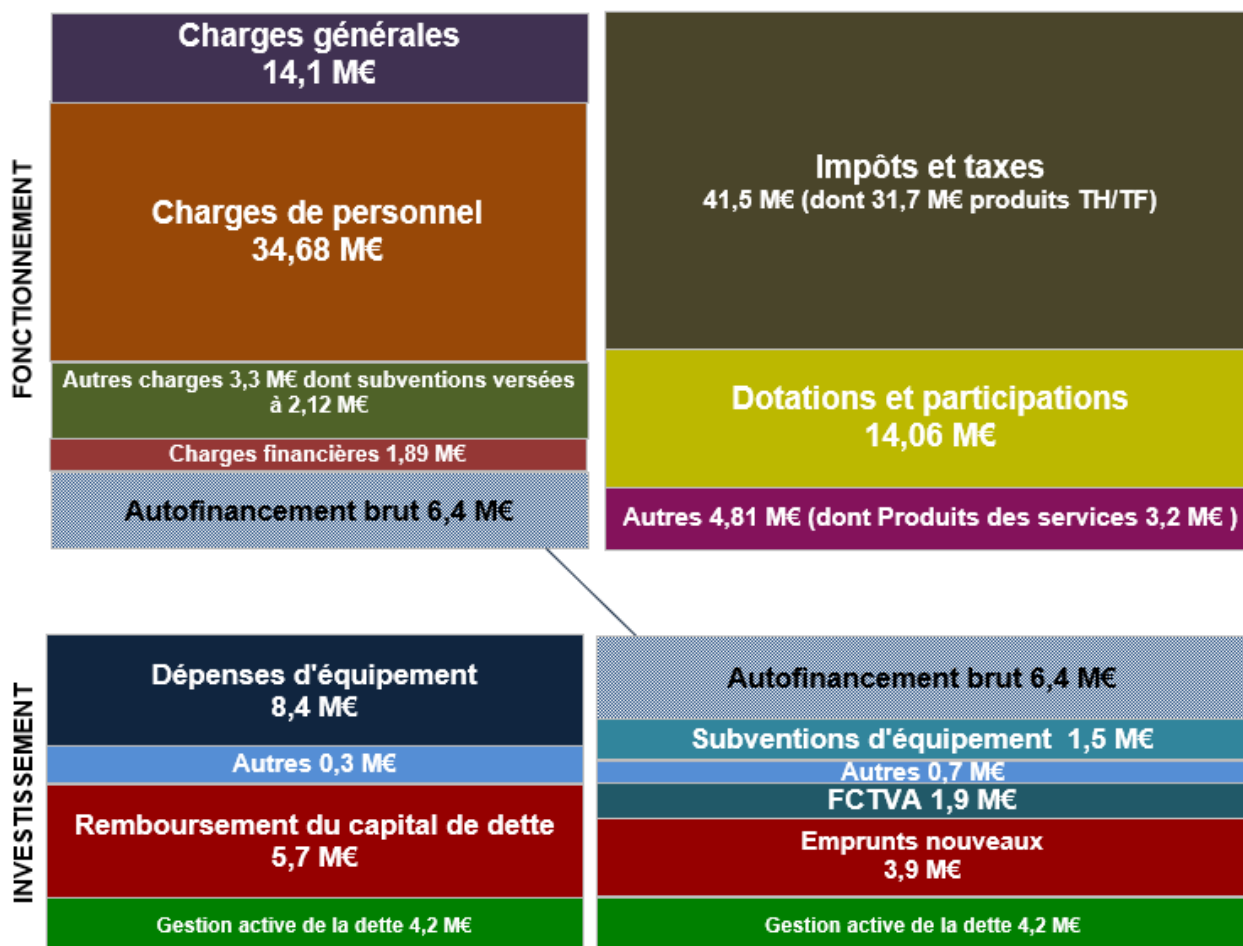 FONCTIONNEMENT
Charges générales
14,1 M€
Charges de personnel
34,68 M€
Autres charges 3,3 M€ dont subventions versées
à 2,12 M€
Charges financières 1,89 M€
Autofinancement brut 6,4 M€
Impôts et taxes
41,5 M€ (dont 31,7 M€ produits TH/TF)
Dotations et participations
14,06 M€
Autres 4,81 M€ (dont Produits des services 3,2 M€ )
INVESTISSEMENT
Dépenses d'équipement
8,4 M€
Autres 0,3 M€
Remboursement du capital de dette
5,7 M€
Gestion active de la dette 4,2 M€
Autofinancement brut 6,4 M€
Subventions d'équipement 1,5 M€
Autres 0,7 M€
FCTVA 1,9 M€
Emprunts nouveaux
3,9 M€
Gestion active de la dette 4,2 M€